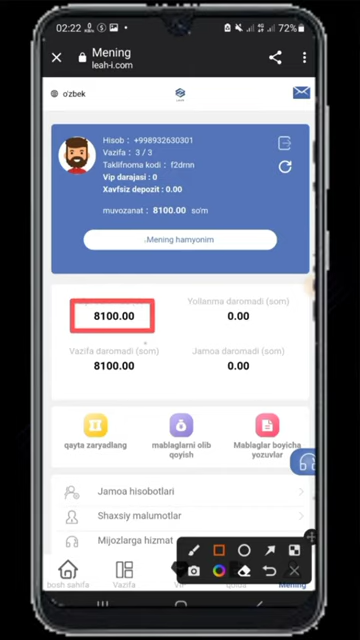 02:22
72%
Mening
leah-i.com
o'zbek
Hisob : +998932630301
Vazifa : 3 / 3
Taklifnoma kodi : f2drnn
Vip darajasi : 0
Xavfsiz depozit : 0.00
muvozanat : 8100.00 so'm
.Mening hamyonim
Yollanma daromadi (som)
8100.00
0.00
Vazifa daromadi (som)
Jamoa daromadi (som)
8100.00
0.00
qayta zaryadlang
mablaglarni olib qoyish
Mablaglar boyicha yozuvlar
Jamoa hisobotlari
Shaxsiy malumotlar
Mijozlarga hizmat
bosh sahifa
Vazifa
Mening